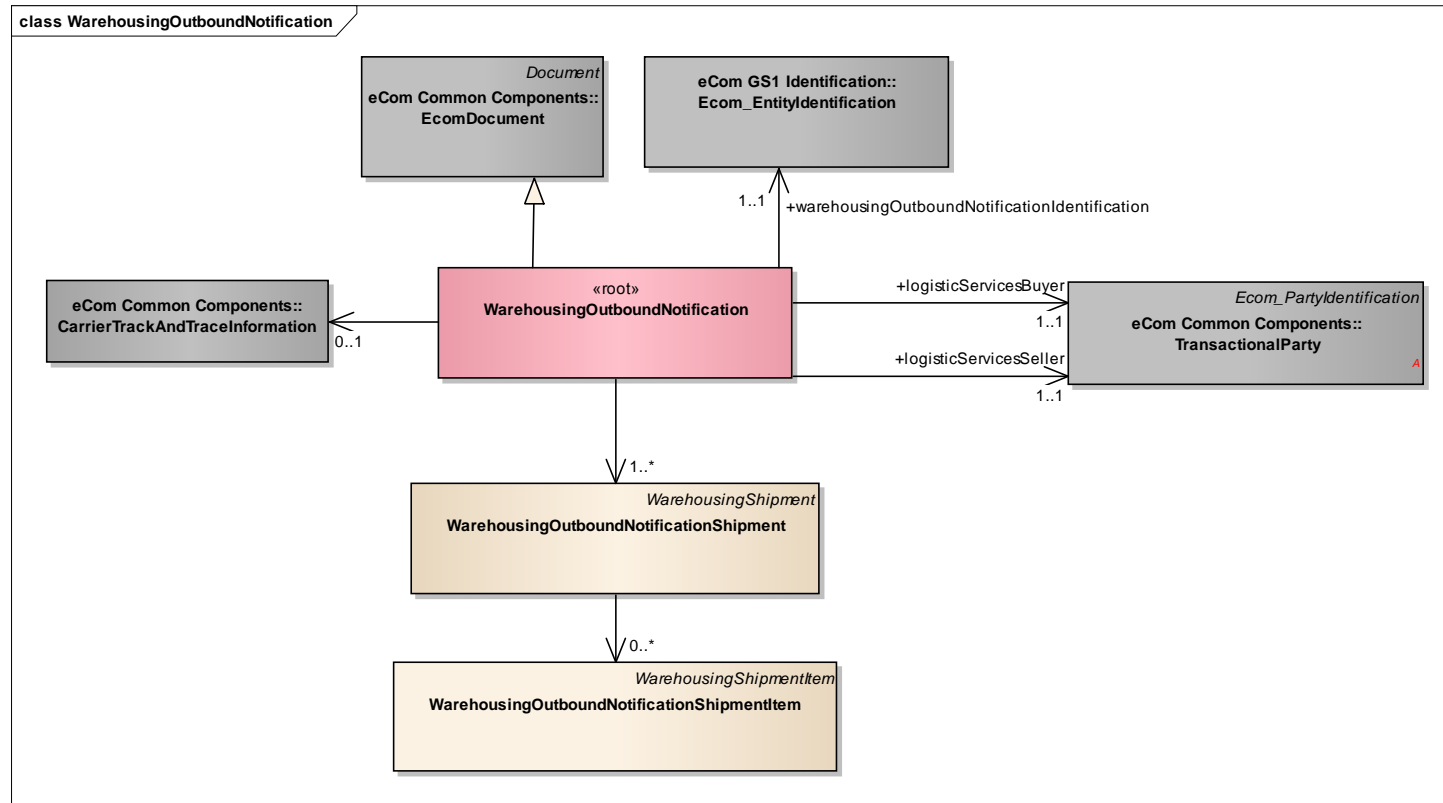 class WarehousingOutboundNotification
Document
eCom Common Components::
EcomDocument
eCom GS1 Identification::
Ecom_EntityIdentification
1..1
+warehousingOutboundNotificationIdentification
«root»
WarehousingOutboundNotification
eCom Common Components::
CarrierTrackAndTraceInformation
0..1
+logisticServicesBuyer
1..1
+logisticServicesSeller
1..1
Ecom_PartyIdentification
eCom Common Components::
TransactionalParty
A
1..*
WarehousingShipment
WarehousingOutboundNotificationShipment
0..*
WarehousingShipmentItem
WarehousingOutboundNotificationShipmentItem